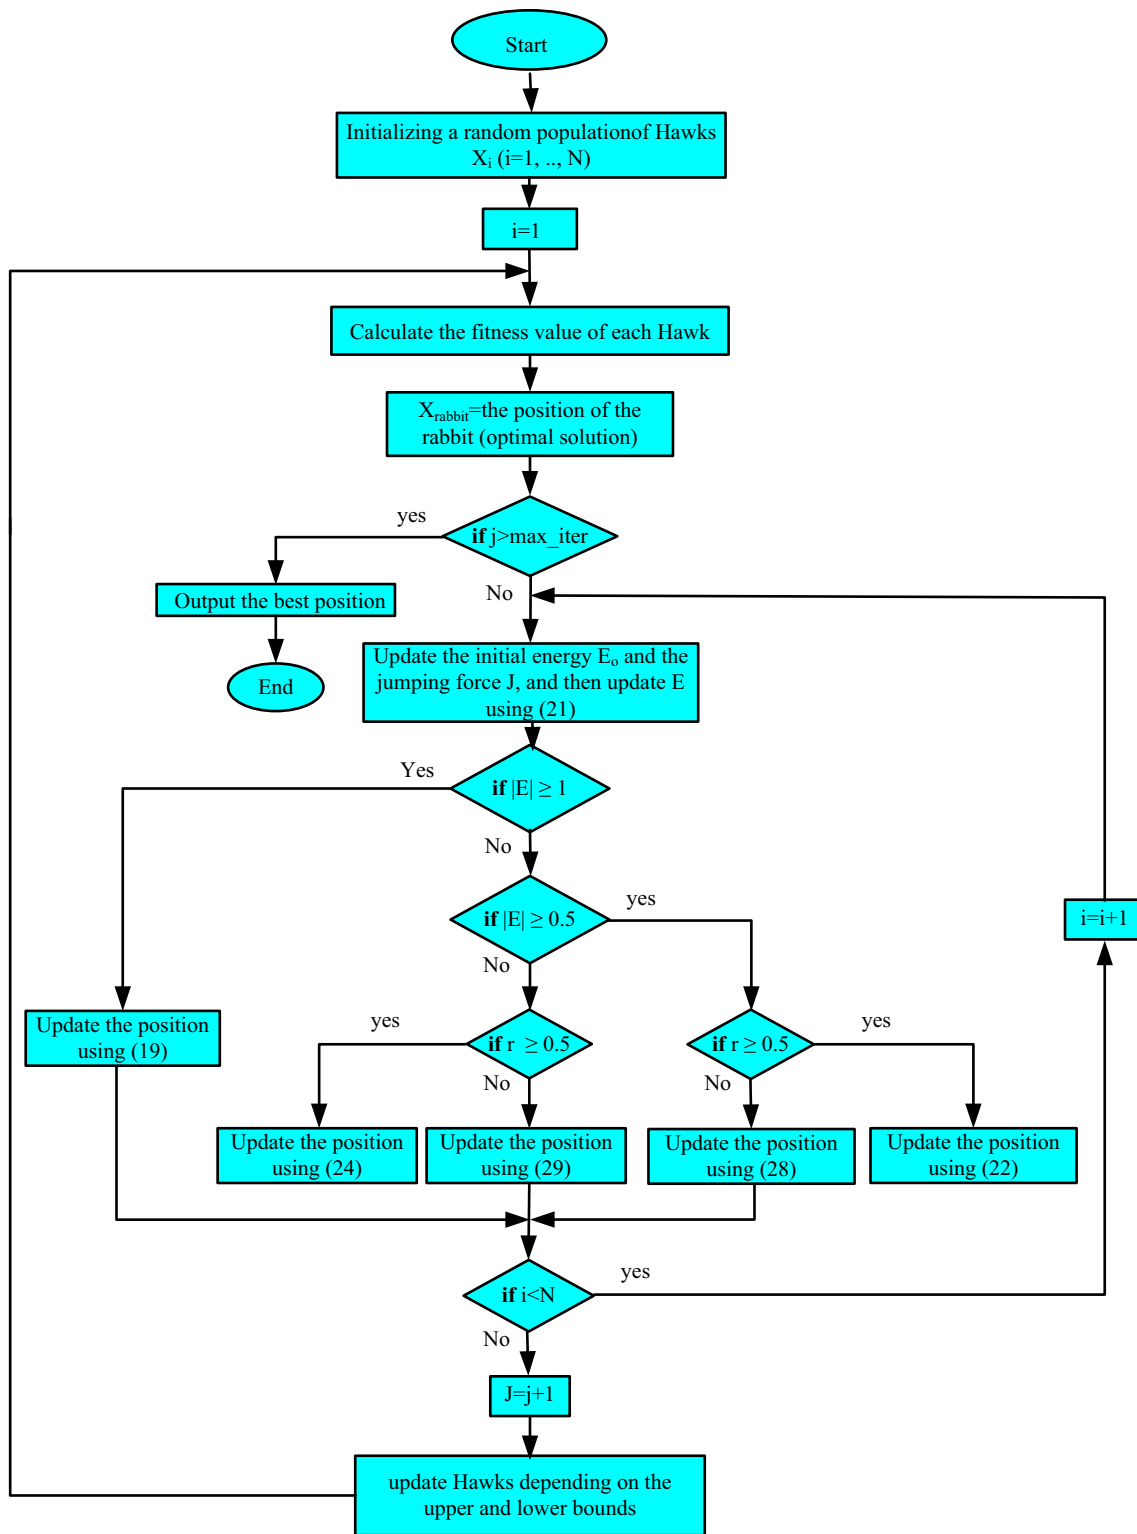 Start
Initializing a random populationof Hawks
Xi (i=1, .., N)
i=1
Calculate the fitness value of each Hawk
Xrabbit=the position of the
rabbit (optimal solution)
yes
if j>max_iter
No
Output the best position
End
Update the initial energy Eo and the
jumping force J, and then update E
using (21)
Yes
if |E| ≥ 1
No
if |E| ≥ 0.5
yes
i=i+1
No
Update the position
using (19)
yes
if r ≥ 0.5
if r ≥ 0.5
yes
No
No
Update the position
using (24)
Update the position
using (29)
Update the position
using (28)
Update the position
using (22)
if i<N
yes
No
J=j+1
update Hawks depending on the
upper and lower bounds